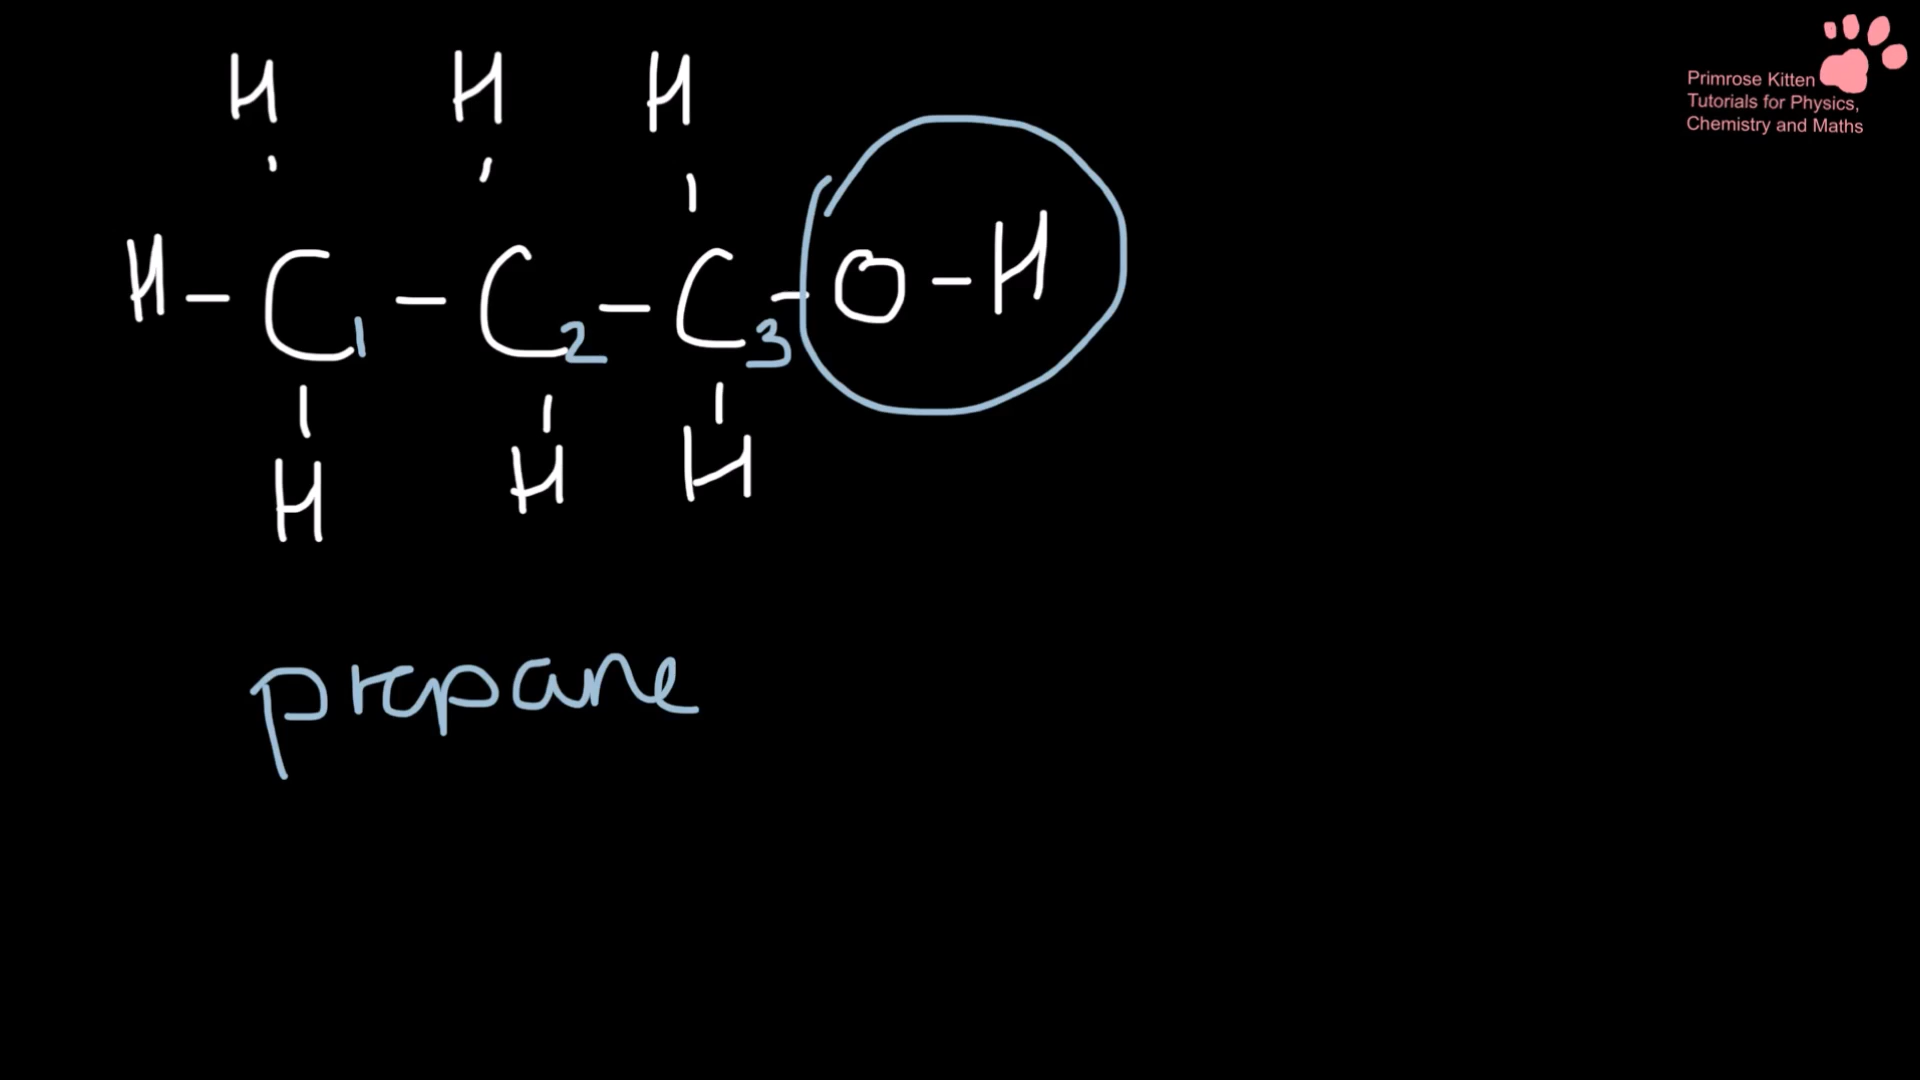 H H H
H - C1 - C2 - C3 - O - H
H H H
propane
Primrose Kitten
Tutorials for Physics,
Chemistry and Maths